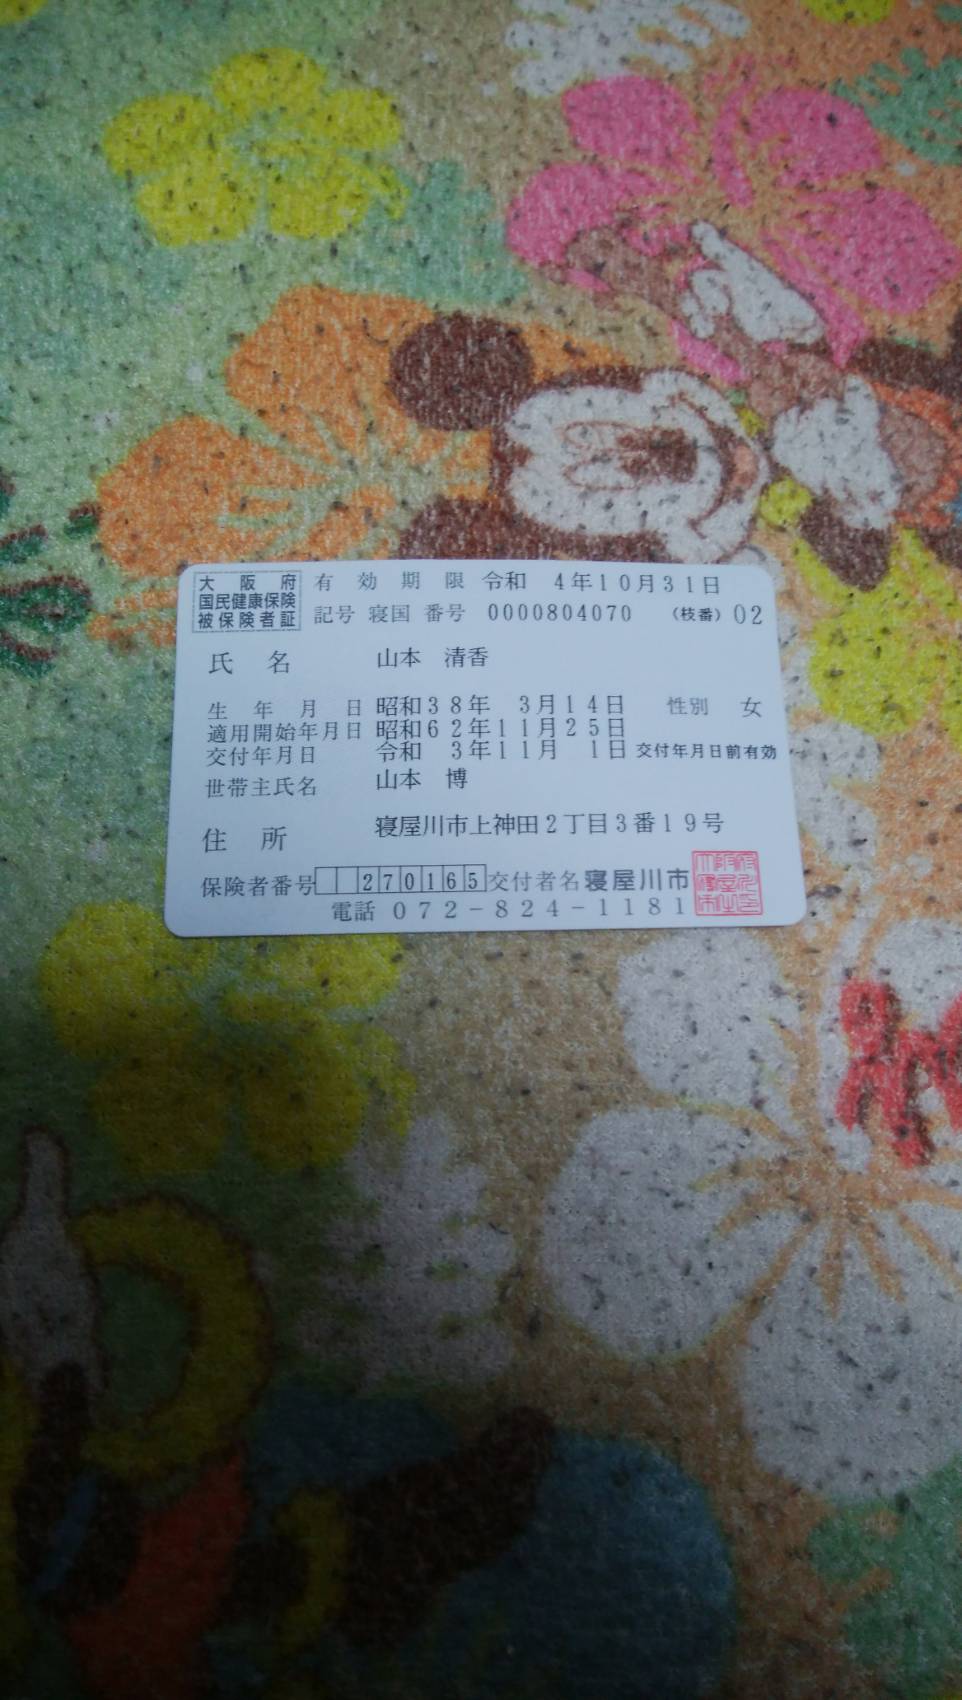 大阪府
国民健康保険
被保険者証
有効期限 令和 4年10月31日
記号 寝国 番号 0000804070 (枝番) 02
氏名 山本 清香
生年月日 昭和38年 3月14日 性別 女
適用開始年月日 昭和62年11月25日
交付年月日 令和 3年11月 1日 交付年月日前有効
世帯主氏名 山本 博
住所 寝屋川市上神田2丁目3番19号
保険者番号 270165 交付者名 寝屋川市
電話 072-824-1181